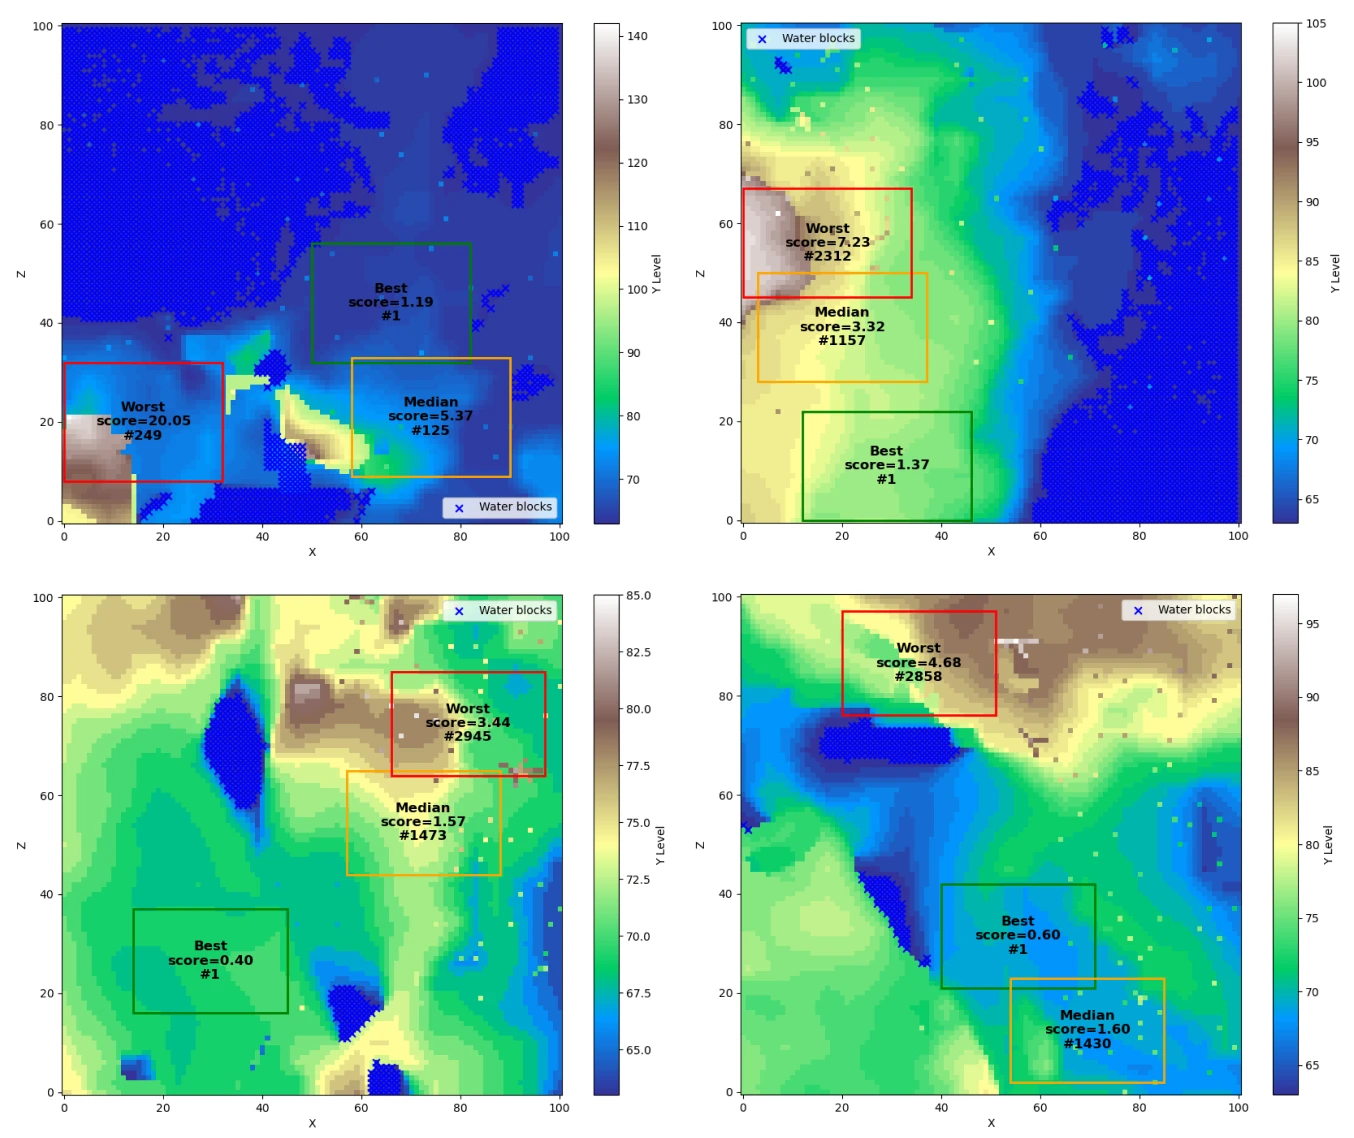 100
80
60
40
20
0
Z
0
20
40
60
80
100
X
Best
score=1.19
#1
Worst
score=20.05
#249
Median
score=5.37
#125
Water blocks
140
130
120
110
100
90
80
70
Y Level
100
80
60
40
20
0
Z
0
20
40
60
80
100
X
Water blocks
Worst
score=7.23
#2312
Median
score=3.32
#1157
Best
score=1.37
#1
105
100
95
90
85
80
75
70
65
Y Level
100
80
60
40
20
0
Z
0
20
40
60
80
100
X
Water blocks
Worst
score=3.44
#2945
Median
score=1.57
#1473
Best
score=0.40
#1
85.0
82.5
80.0
77.5
75.0
72.5
70.0
67.5
65.0
Y Level
100
80
60
40
20
0
Z
0
20
40
60
80
100
X
Water blocks
Worst
score=4.68
#2858
Best
score=0.60
#1
Median
score=1.60
#1430
95
90
85
80
75
70
65
Y Level